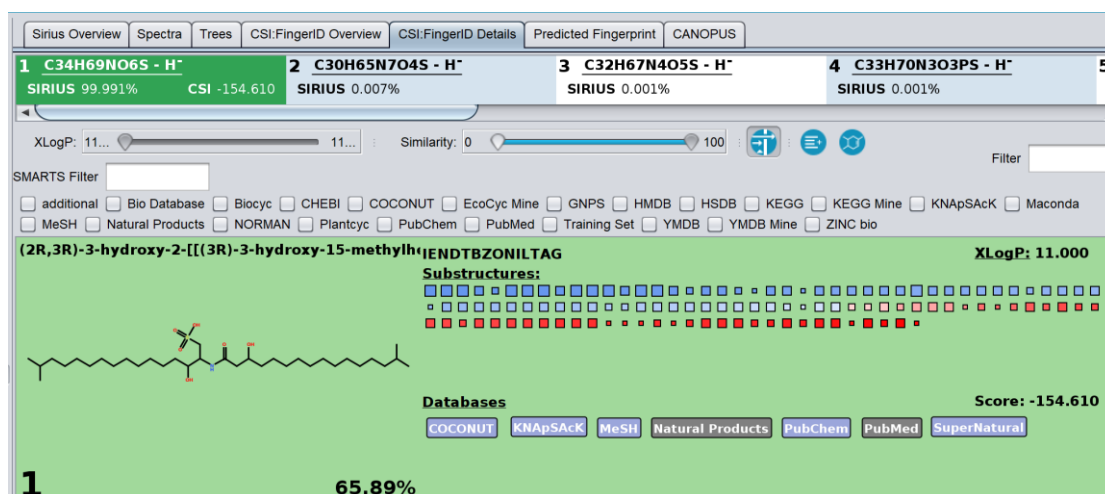 Sirius Overview Spectra Trees CSI:FingerID Overview CSI:FingerID Details Predicted Fingerprint CANOPUS
1 C34H69NO6S - H⁻ 2 C30H65N7O4S - H⁻ 3 C32H67N4O5S - H⁻ 4 C33H70N3O3PS - H⁻ 5
SIRIUS 99.991% CSI -154.610 SIRIUS 0.007% SIRIUS 0.001% SIRIUS 0.001%
XLogP: 11... 11... Similarity: 0 100 Filter
SMARTS Filter
additional Bio Database Biocyc CHEBI COCONUT EcoCyc Mine GNPS HMDB HSDB KEGG KEGG Mine KNApSAcK Maconda
MeSH Natural Products NORMAN Plantcyc PubChem PubMed Training Set YMDB YMDB Mine ZINC bio
(2R,3R)-3-hydroxy-2-[[(3R)-3-hydroxy-15-methylh IENDTBZONILTAG XLogP: 11.000
Substructures:
Databases Score: -154.610
COCONUT KNApSAcK MeSH Natural Products PubChem PubMed SuperNatural
1 65.89%